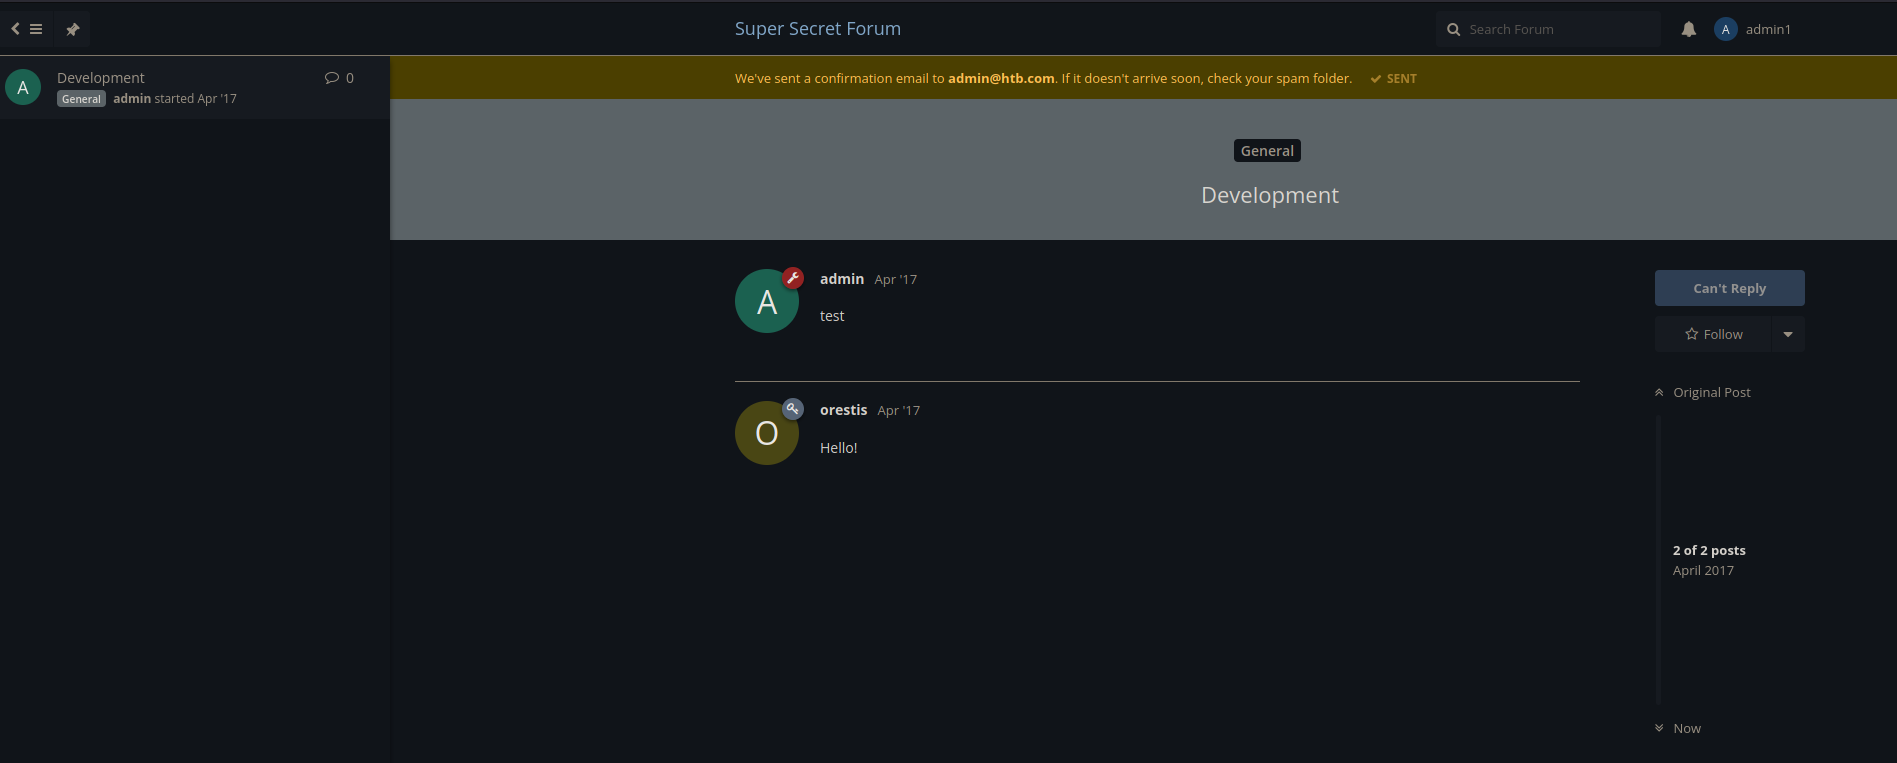 Super Secret Forum
Search Forum
A
admin1
A
Development
0
General admin started Apr '17
We've sent a confirmation email to admin@htb.com. If it doesn't arrive soon, check your spam folder. SENT
General
Development
A
admin Apr '17
test
O
orestis Apr '17
Hello!
Can't Reply
Follow
Original Post
2 of 2 posts
April 2017
Now